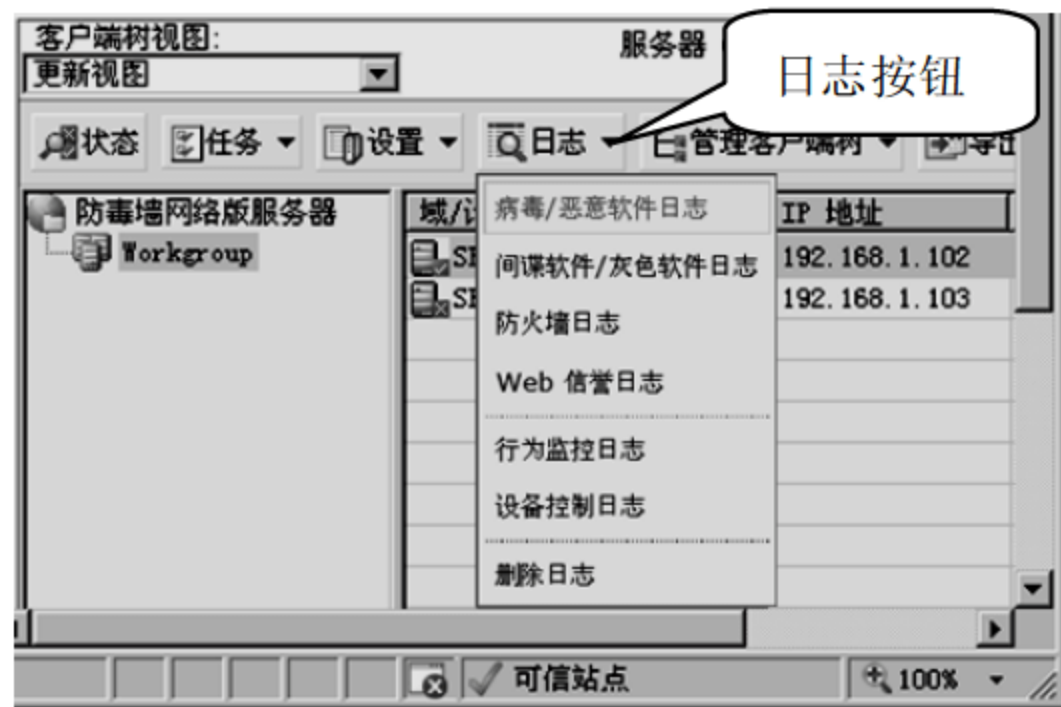 客户端树视图:
服务器
更新视图
日志按钮
状态 任务 设置 日志 管理客户端树 导出
防毒墙网络版服务器
Workgroup
域/ IP 地址
192.168.1.102
192.168.1.103
病毒/恶意软件日志
间谍软件/灰色软件日志
防火墙日志
Web 信誉日志
行为监控日志
设备控制日志
删除日志
可信站点 100%